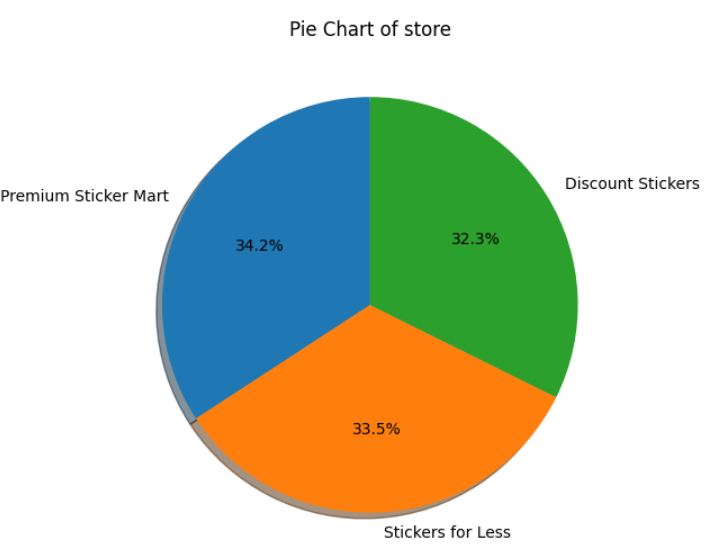 Pie Chart of store
Discount Stickers
Premium Sticker Mart
32.3%
34.2%
33.5%
Stickers for Less